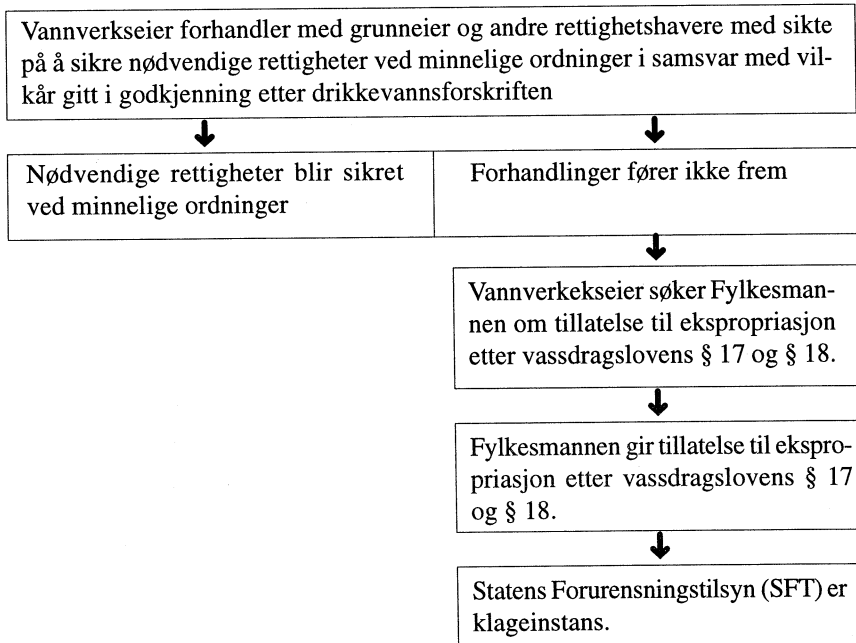 Vannverkseier forhandler med grunneier og andre rettighetshavere med sikte
på å sikre nødvendige rettigheter ved minnelige ordninger i samsvar med vil-
kår gitt i godkjenning etter drikkevannsforskriften
Nødvendige rettigheter blir sikret
ved minnelige ordninger
Forhandlinger fører ikke frem
Vannverkekseier søker Fylkesman-
nen om tillatelse til ekspropriasjon
etter vassdragslovens § 17 og § 18.
Fylkesmannen gir tillatelse til ekspro-
priasjon etter vassdragslovens § 17
og § 18.
Statens Forurensningstilsyn (SFT) er
klageinstans.